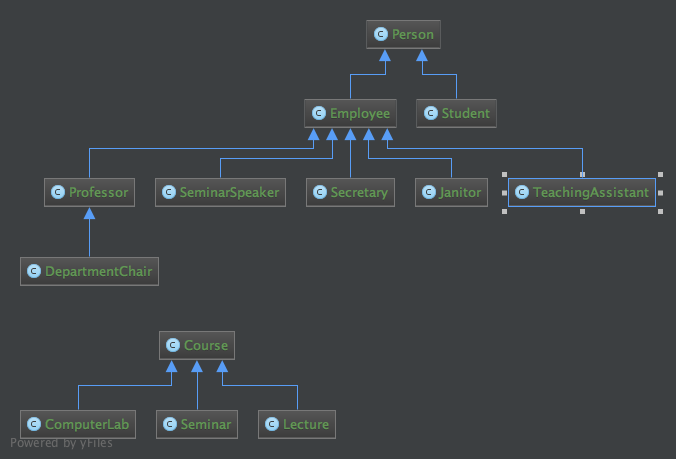 C Person
C Employee
C Student
C Professor
C SeminarSpeaker
C Secretary
C Janitor
C TeachingAssistant
C DepartmentChair
C Course
C ComputerLab
C Seminar
C Lecture
Powered by yFiles